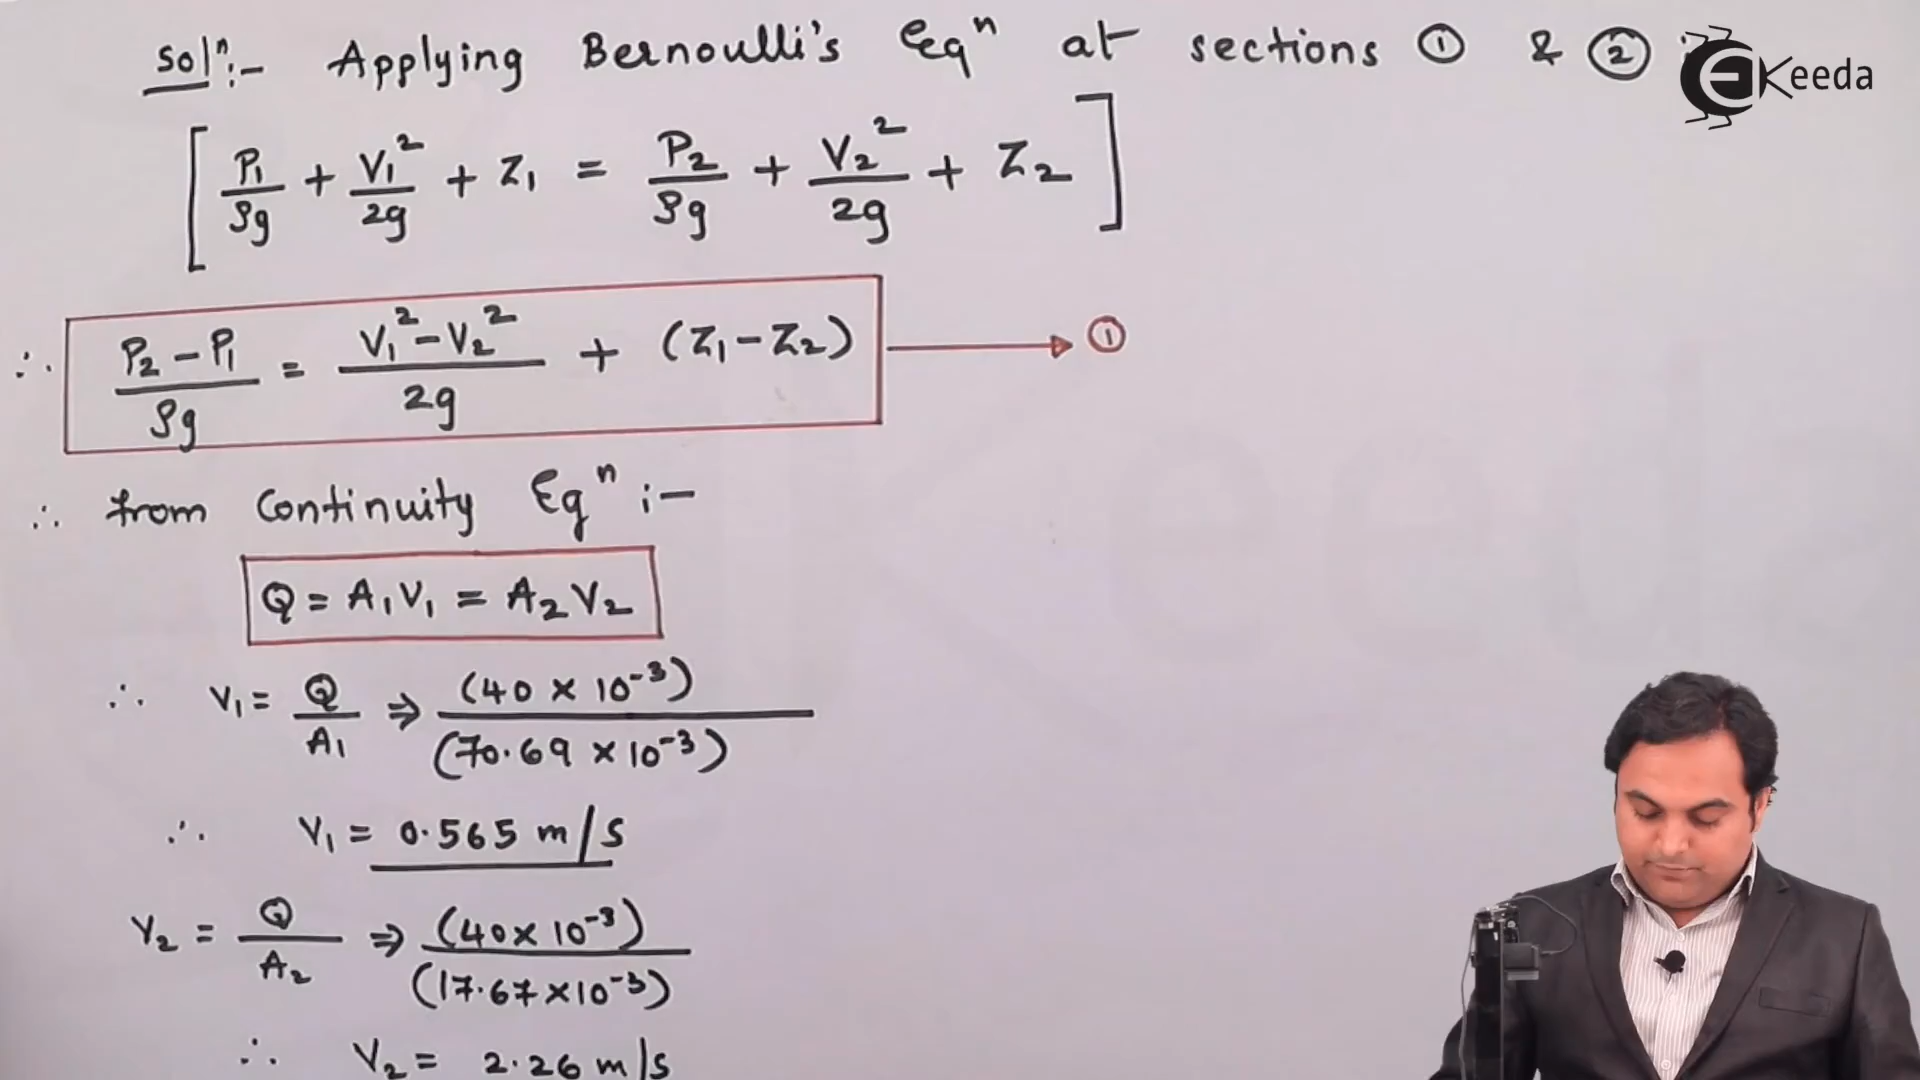 Solⁿ:- Applying Bernoulli's Eqⁿ at sections ① & ② :
[P₁/ρg + V₁²/2g + Z₁ = P₂/ρg + V₂²/2g + Z₂]
∴ P₂ - P₁/ρg = V₁² - V₂²/2g + (Z₁ - Z₂) → ①
∴ from Continuity Eqⁿ :-
Q = A₁V₁ = A₂V₂
∴ V₁ = Q/A₁ ⇒ (40 × 10⁻³)/(70.69 × 10⁻³)
∴ V₁ = 0.565 m/s
V₂ = Q/A₂ ⇒ (40 × 10⁻³)/(17.67 × 10⁻³)
∴ V₂ = 2.26 m/s
EKeeda